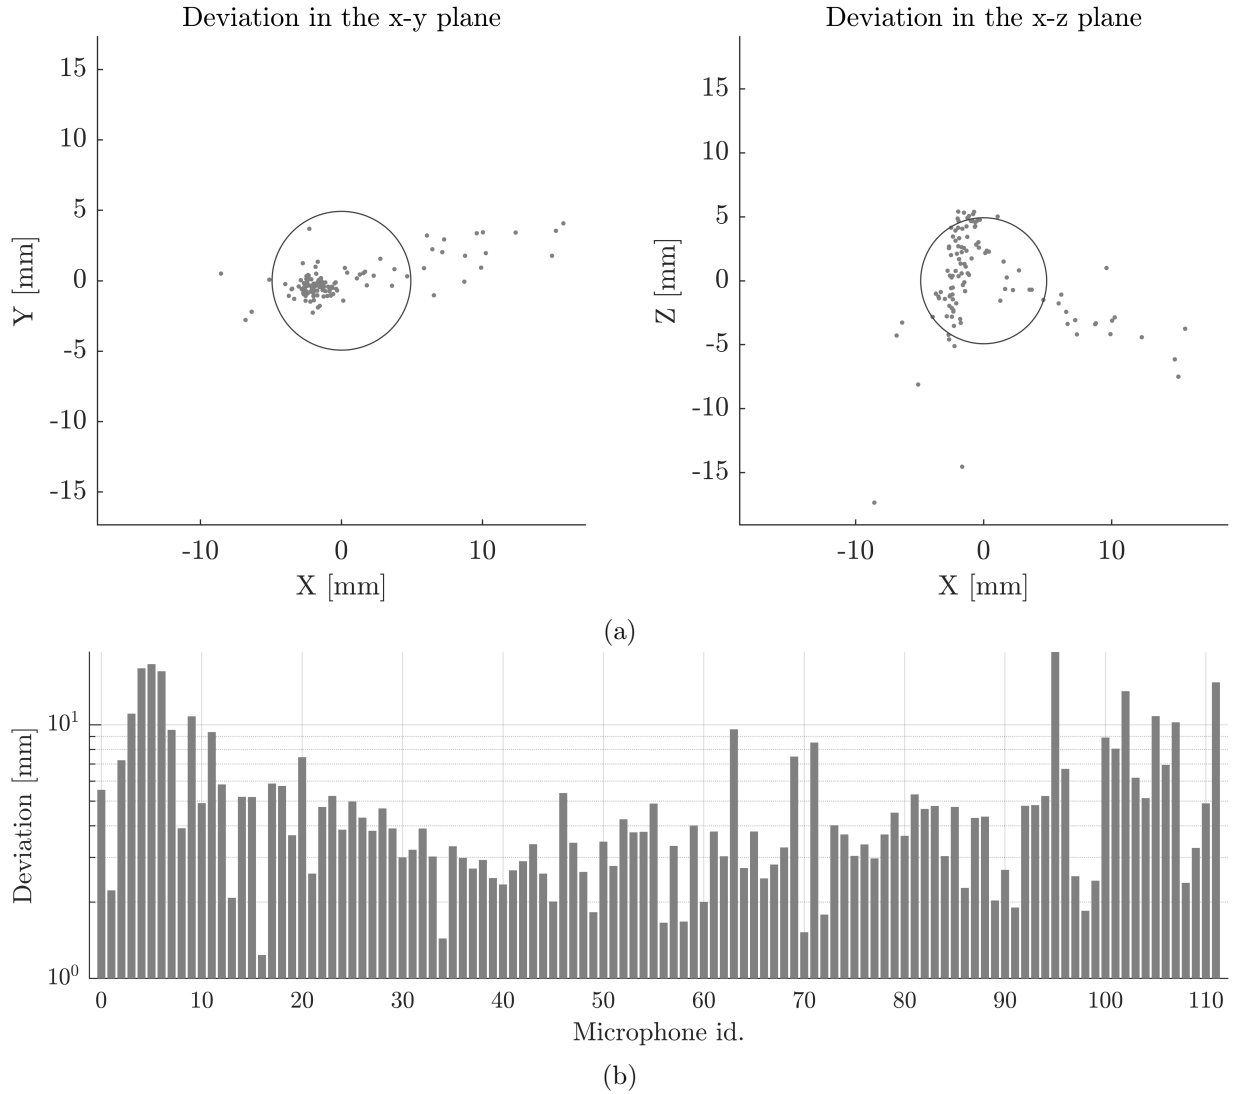 Deviation in the x-y plane
Deviation in the x-z plane
15
10
5
0
-5
-10
-15
Y [mm]
-10 0 10
X [mm]
15
10
5
0
-5
-10
-15
Z [mm]
-10 0 10
X [mm]
(a)
10¹
10⁰
Deviation [mm]
0 10 20 30 40 50 60 70 80 90 100 110
Microphone id.
(b)